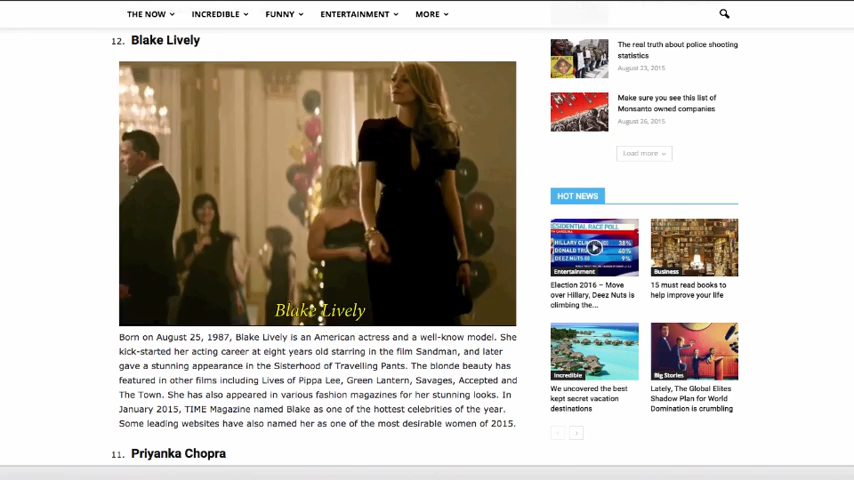 THE NOW
INCREDIBLE
FUNNY
ENTERTAINMENT
MORE
12. Blake Lively
Blake Lively
Born on August 25, 1987, Blake Lively is an American actress and a well-know model. She
kick-started her acting career at eight years old starring in the film Sandman, and later
gave a stunning appearance in the Sisterhood of Travelling Pants. The blonde beauty has
featured in other films including Lives of Pippa Lee, Green Lantern, Savages, Accepted and
The Town. She has also appeared in various fashion magazines for her stunning looks. In
January 2015, TIME Magazine named Blake as one of the hottest celebrities of the year.
Some leading websites have also named her as one of the most desirable women of 2015.
11. Priyanka Chopra
The real truth about police shooting
statistics
August 23, 2015
Make sure you see this list of
Monsanto owned companies
August 26, 2015
Load more
HOT NEWS
HILLARY
38%
DONALD
40%
DEEZ NUTS
9%
Entertainment
Election 2016 – Move
over Hillary, Deez Nuts is
climbing the...
Business
15 must read books to
help improve your life
Incredible
We uncovered the best
kept secret vacation
destinations
Big Stories
Lately, The Global Elites
Shadow Plan for World
Domination is crumbling